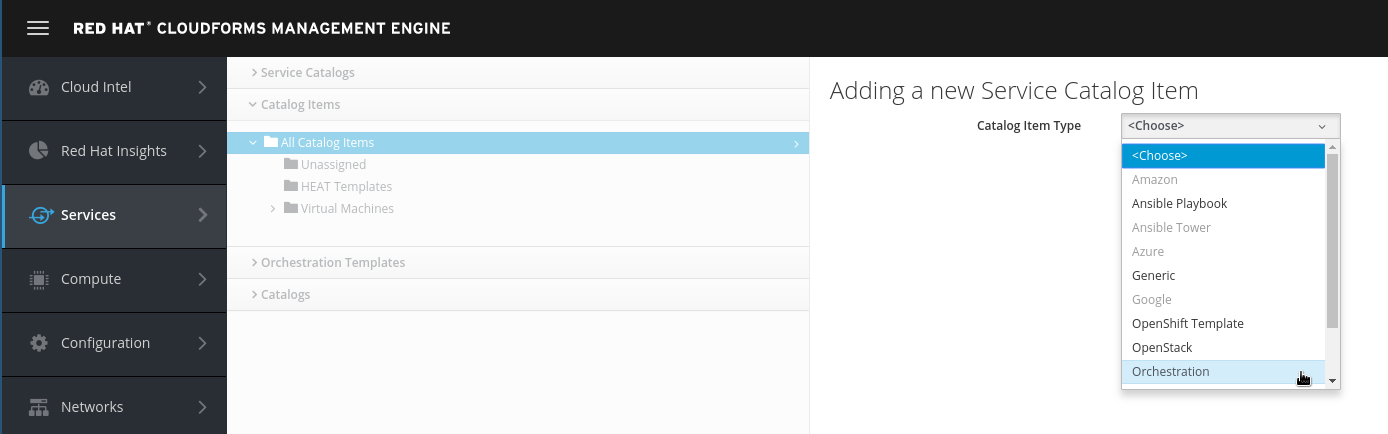 RED HAT® CLOUDFORMS MANAGEMENT ENGINE
Cloud Intel
Red Hat Insights
Services
Compute
Configuration
Networks
Service Catalogs
Catalog Items
All Catalog Items
Unassigned
HEAT Templates
Virtual Machines
Orchestration Templates
Catalogs
Adding a new Service Catalog Item
Catalog Item Type
<Choose>
<Choose>
Amazon
Ansible Playbook
Ansible Tower
Azure
Generic
Google
OpenShift Template
OpenStack
Orchestration